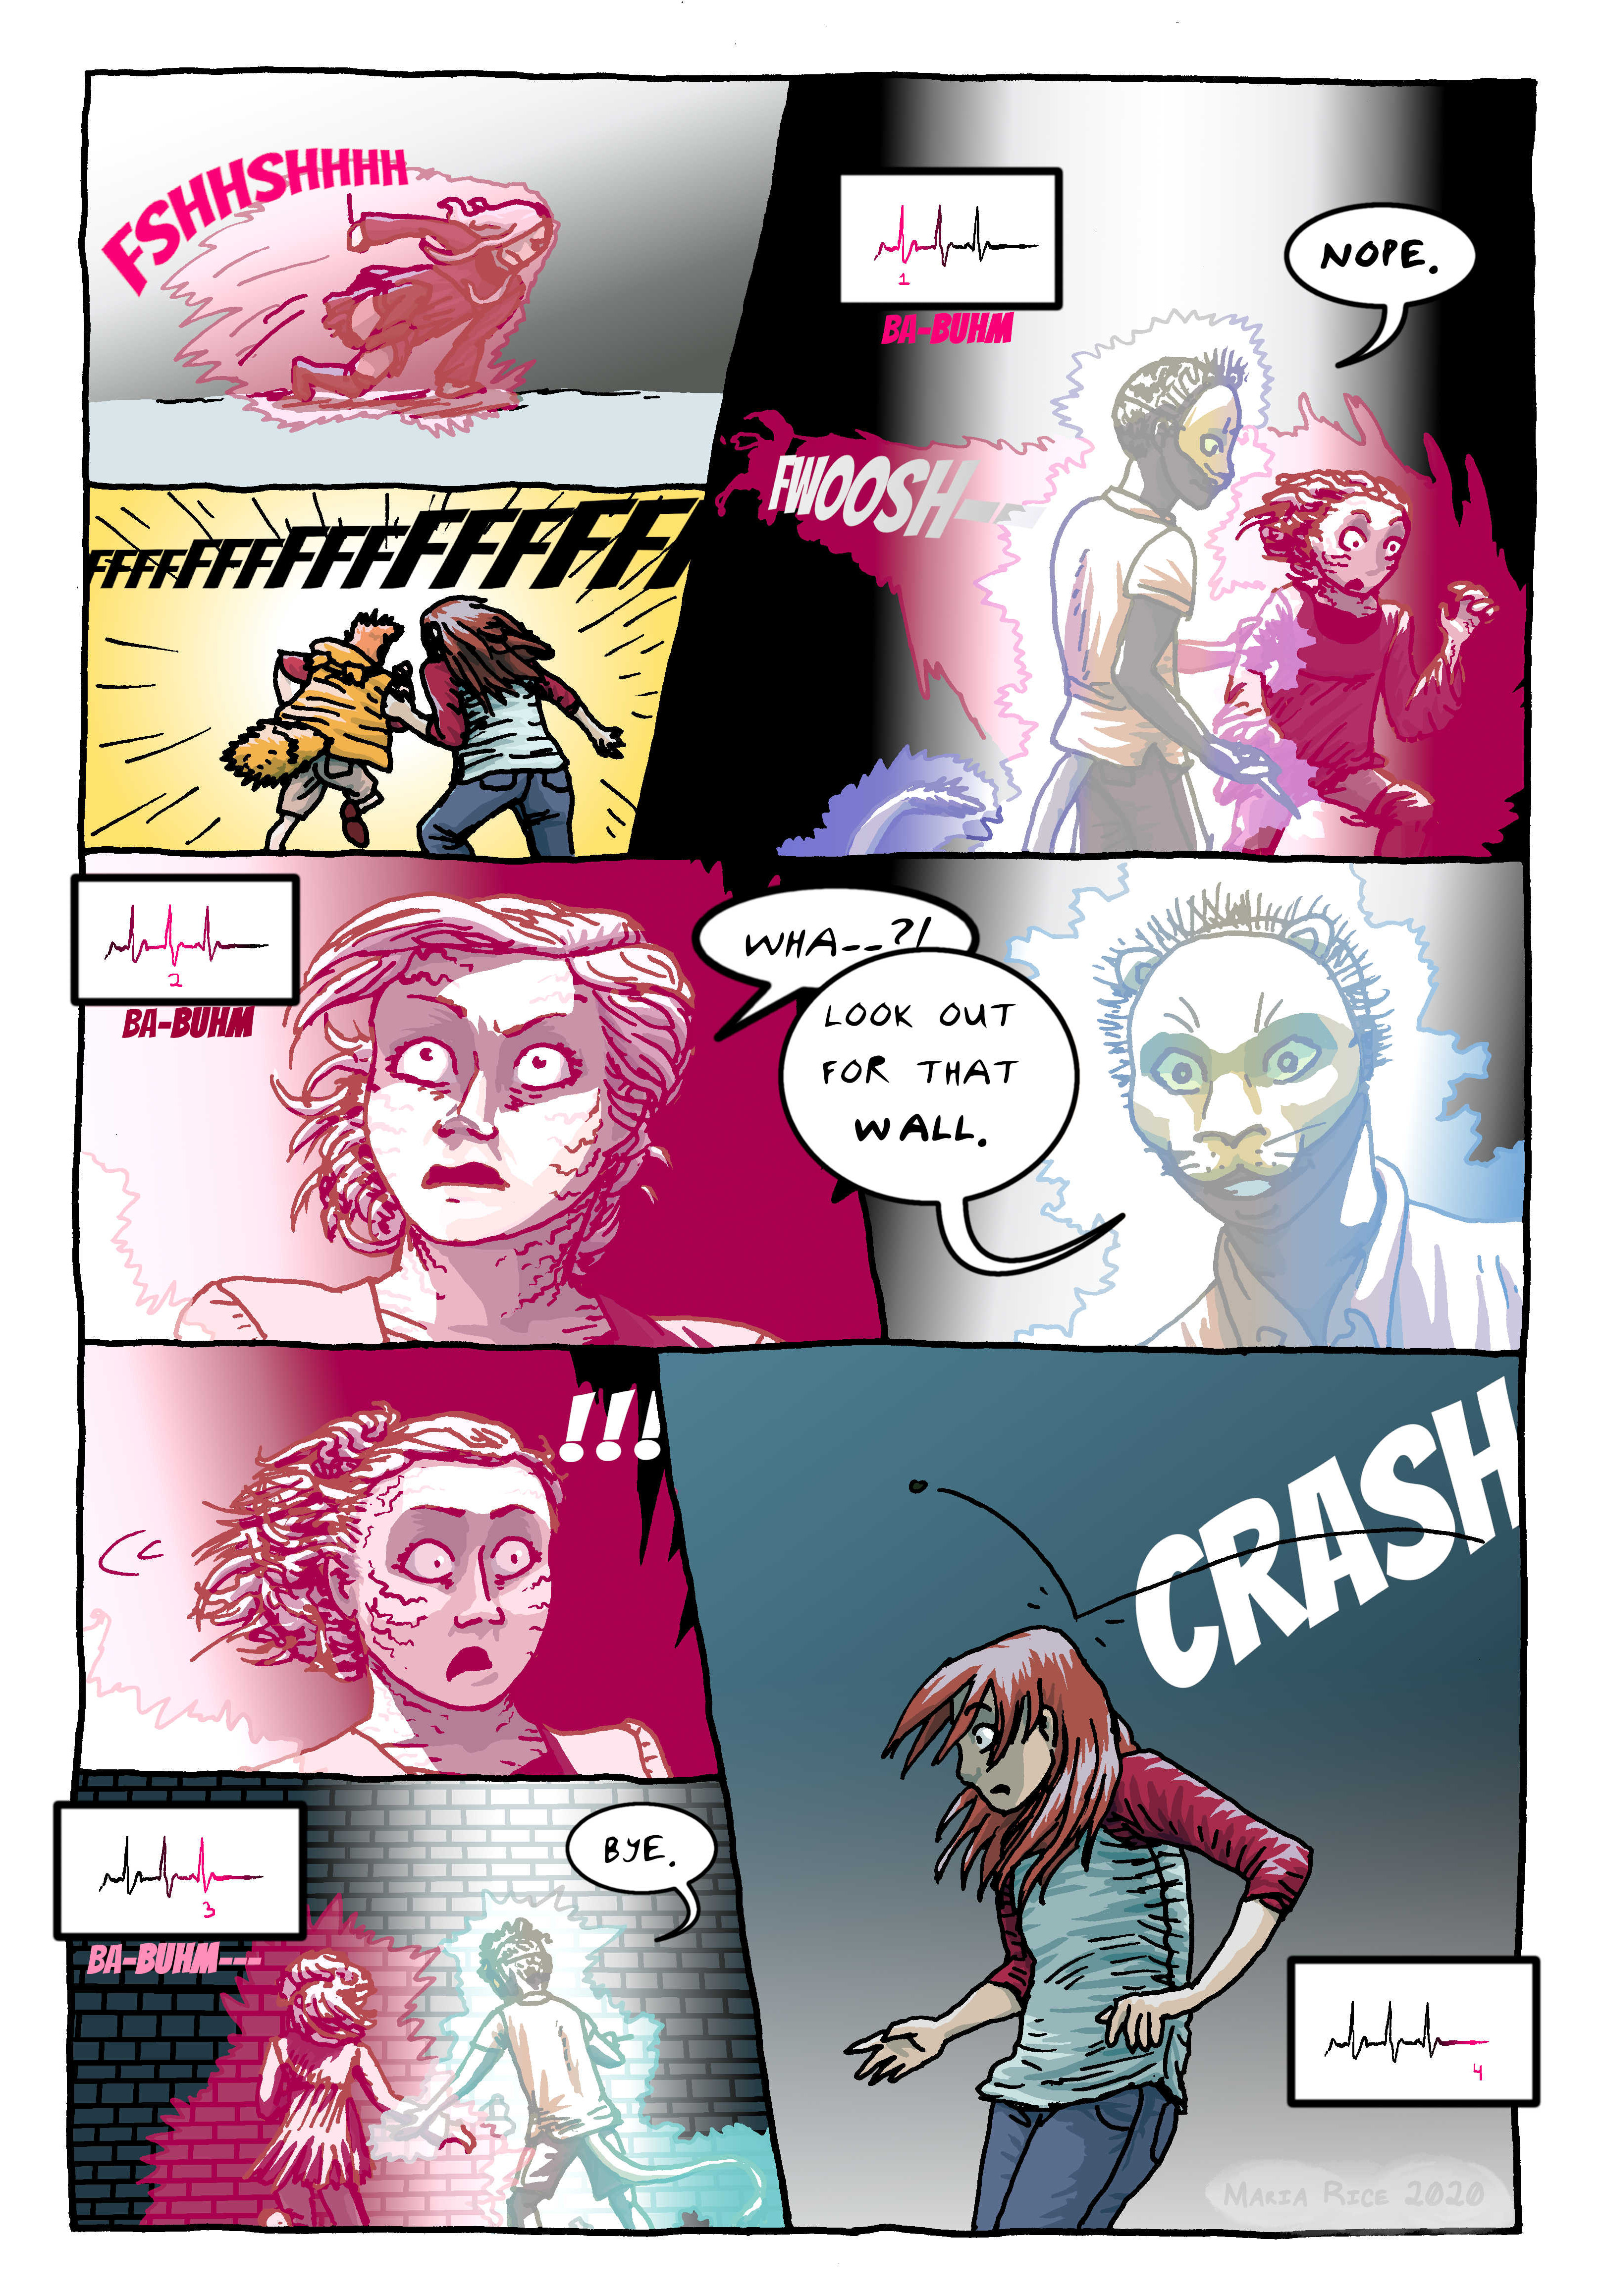 FSHHSHHHH
FFFFFFFFFFFFFFFF
1
BA-BUHM
NOPE.
FWOOSH--
2
BA-BUHM
WHA--?!
LOOK OUT
FOR THAT
WALL.
!!!
3
BA-BUHM---
BYE.
CRASH
4
MARIA RICE 2020